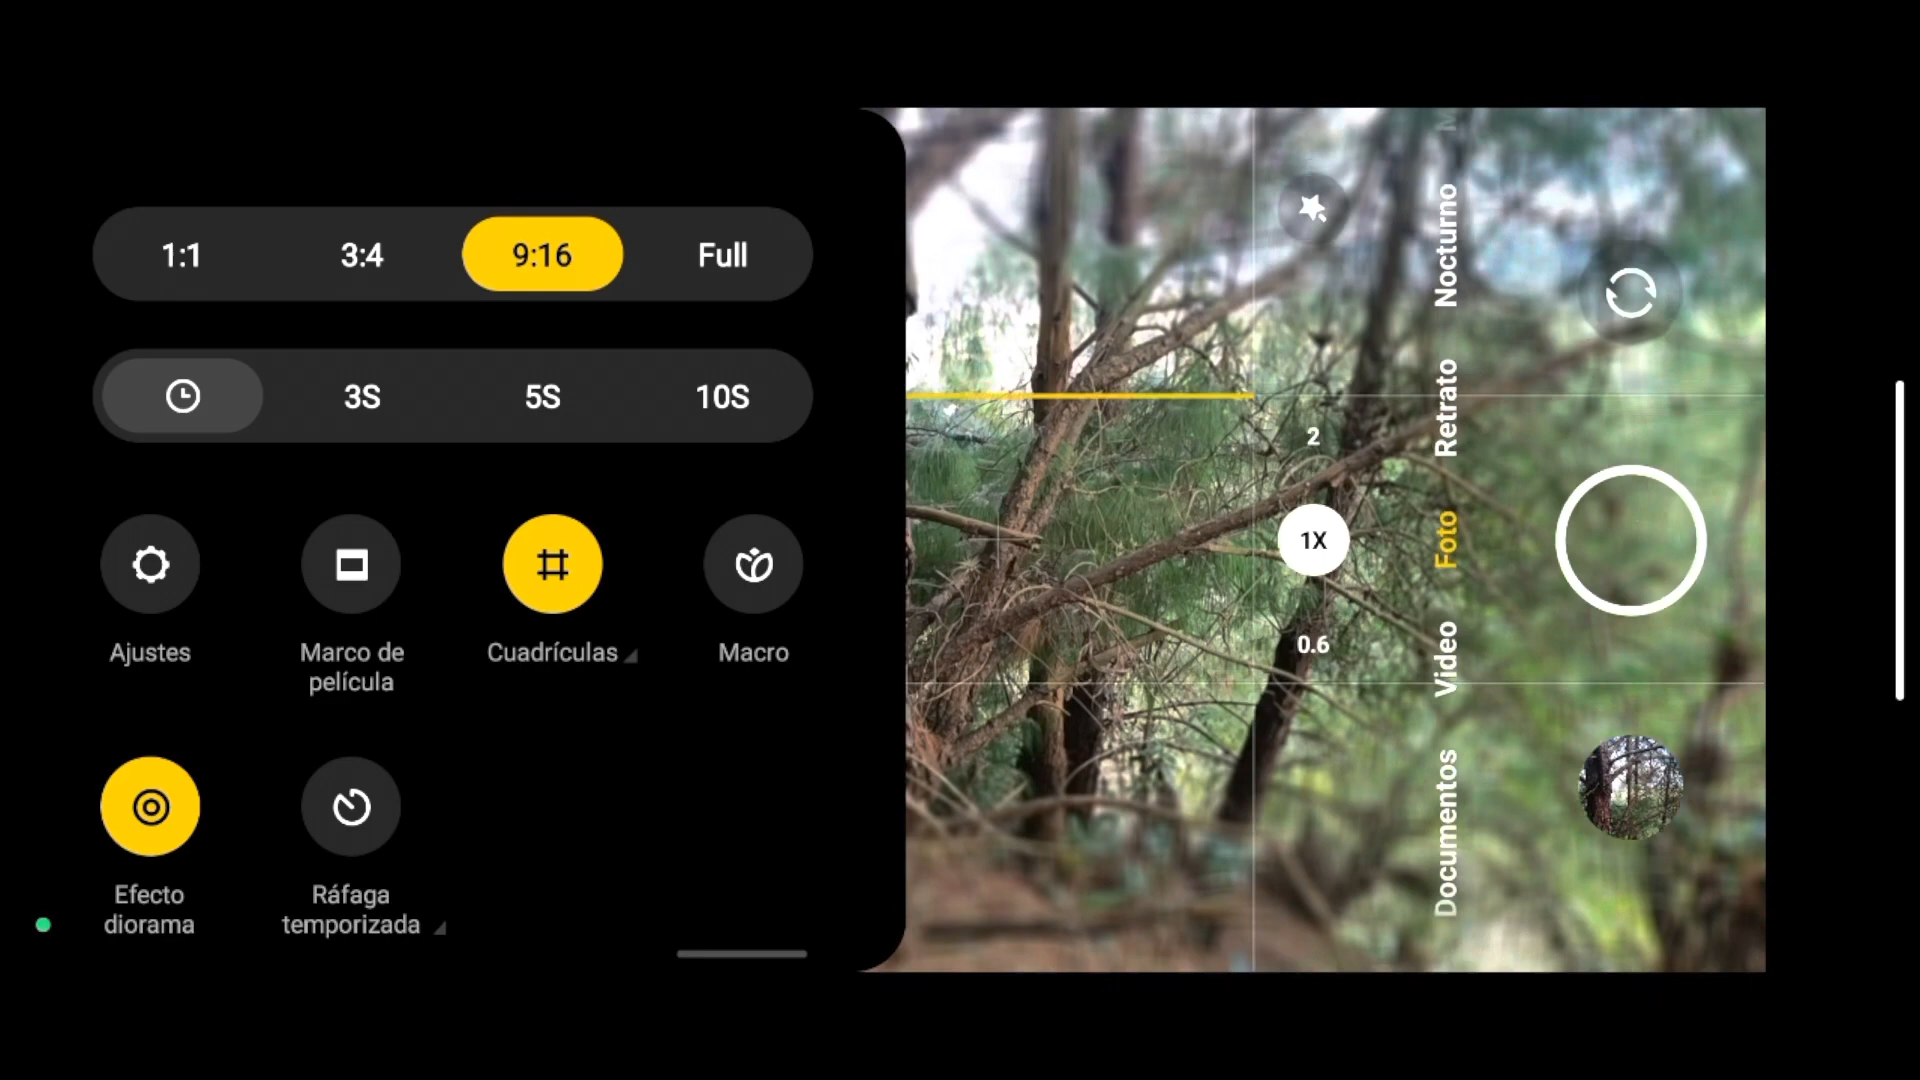 1:1 3:4 9:16 Full
3S 5S 10S
Ajustes
Marco de
película
Cuadrículas
Macro
Efecto
diorama
Ráfaga
temporizada
2
1X
0.6
Nocturno
Retrato
Foto
Video
Documentos